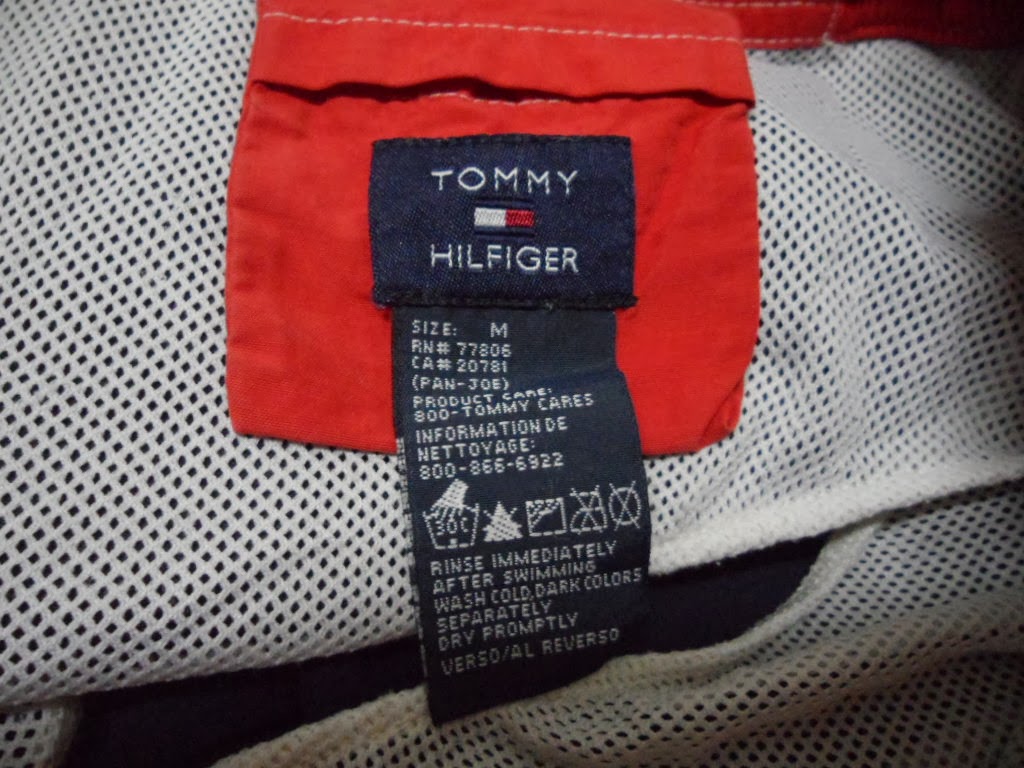 TOMMY
HILFIGER
SIZE: M
RN# 77806
CA# 20781
(PAN-JOE)
PRODUCT CARE:
800-TOMMY CARES
INFORMATION DE
NETTOYAGE:
800-866-6922
30C
RINSE IMMEDIATELY
AFTER SWIMMING
WASH COLD, DARK COLORS
SEPARATELY
DRY PROMPTLY
VERSO/AL REVERSO